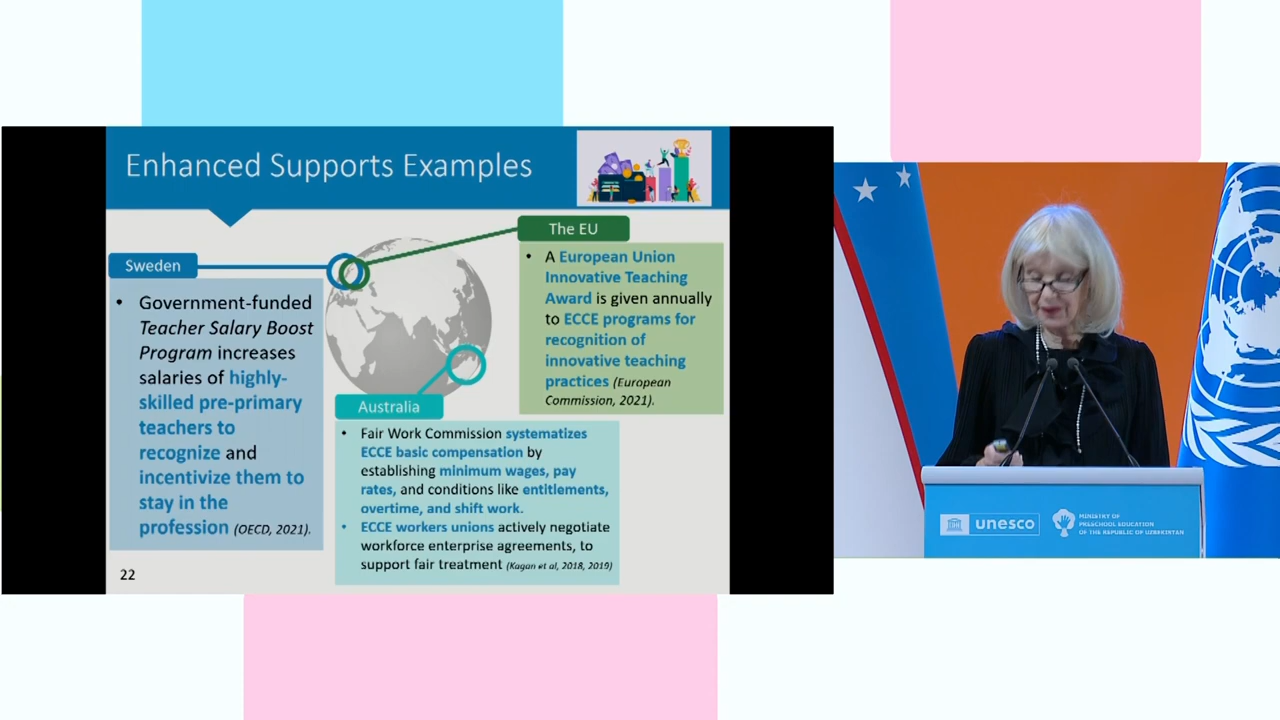 Enhanced Supports Examples
Sweden
• Government-funded
Teacher Salary Boost
Program increases
salaries of highly-
skilled pre-primary
teachers to
recognize and
incentivize them to
stay in the
profession (OECD, 2021).
The EU
• A European Union
Innovative Teaching
Award is given annually
to ECCE programs for
recognition of
innovative teaching
practices (European
Commission, 2021).
Australia
• Fair Work Commission systematizes
ECCE basic compensation by
establishing minimum wages, pay
rates, and conditions like entitlements,
overtime, and shift work.
• ECCE workers unions actively negotiate
workforce enterprise agreements, to
support fair treatment (Kagan et al, 2018, 2019)
22
unesco
MINISTRY OF
PRESCHOOL EDUCATION
OF THE REPUBLIC OF UZBEKISTAN